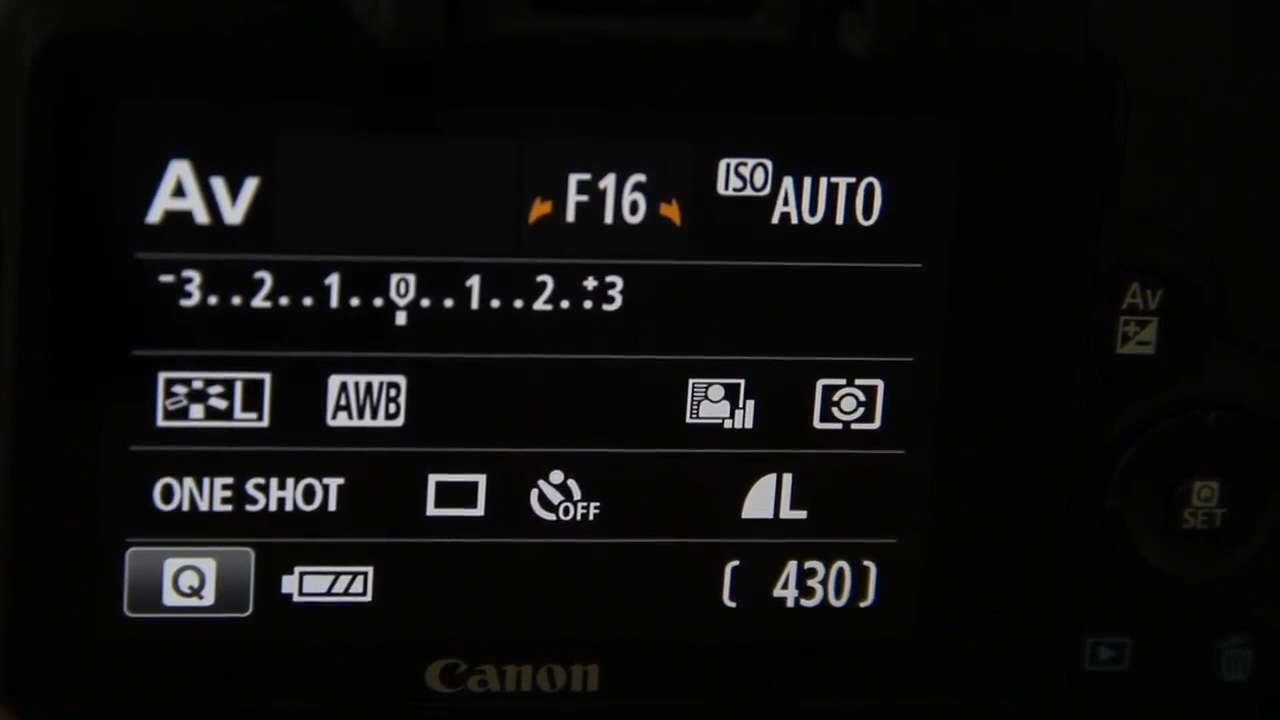 Av F16 ISO AUTO
-3..2..1..0..1..2.+3
Av
L AWB
ONE SHOT OFF L
Q SET
Q [ 430]
Canon